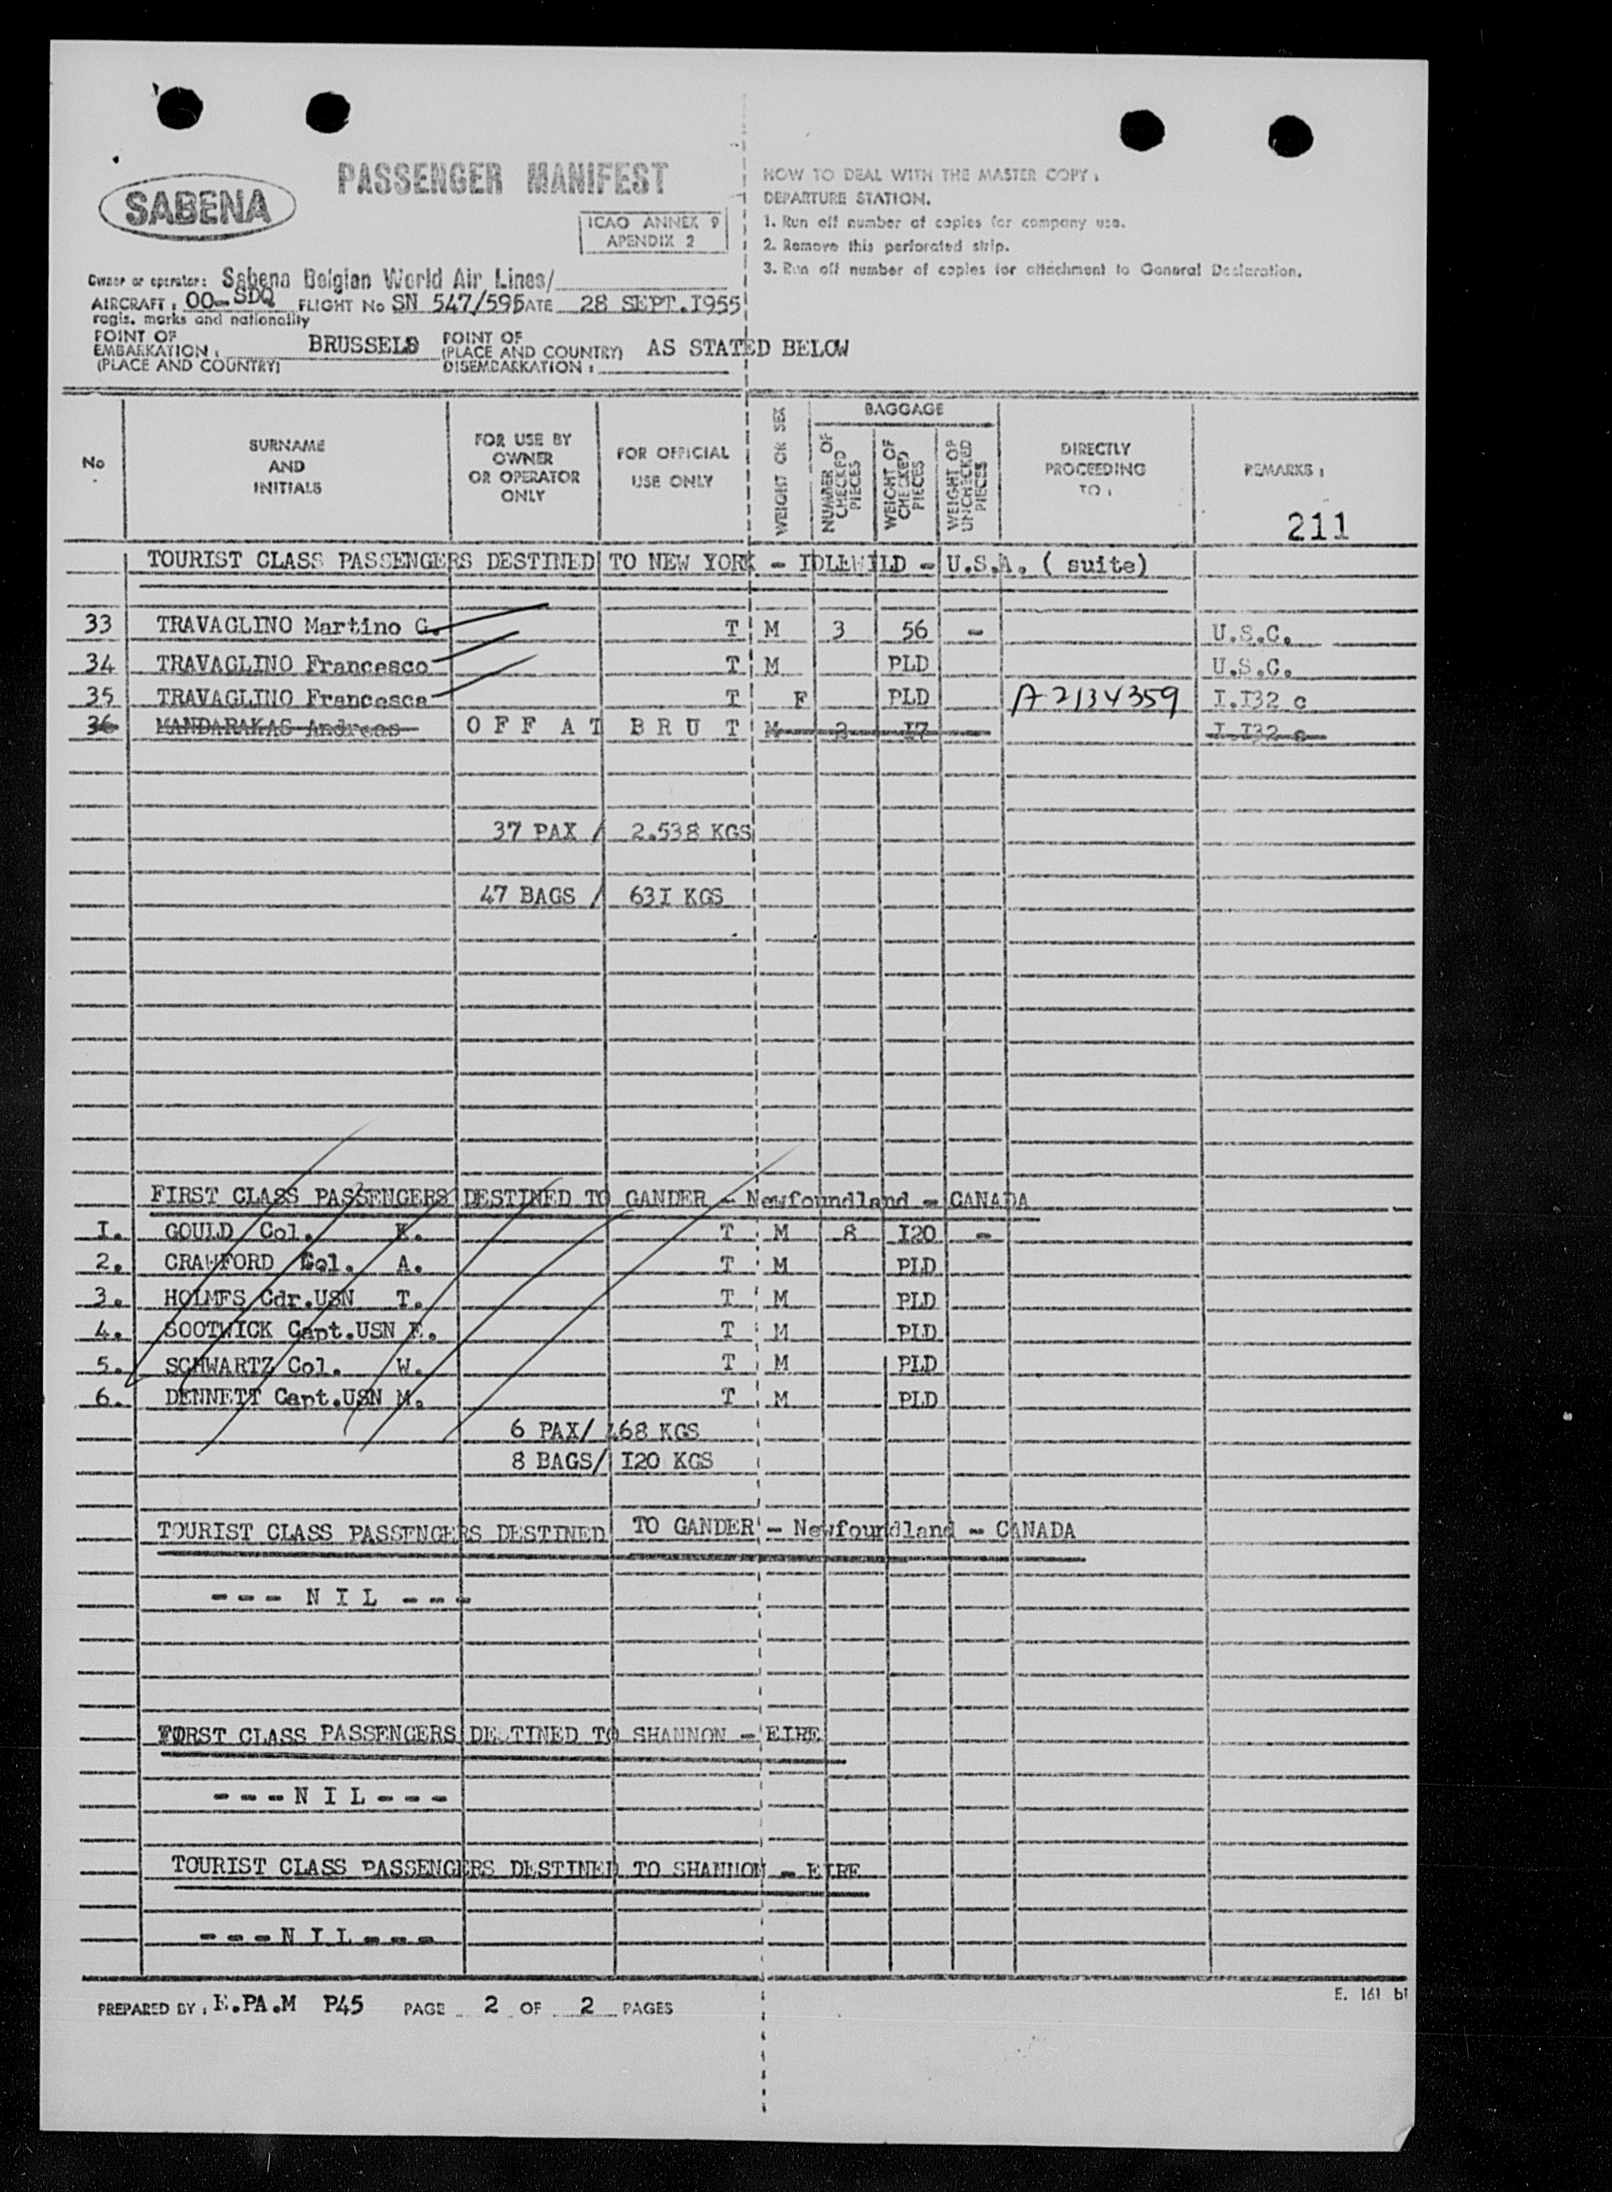 PASSENGER MANIFEST
SABENA
ICAO ANNEX 9
APENDIX 2
HOW TO DEAL WITH THE MASTER COPY :
DEPARTURE STATION.
1. Run off number of copies for company use.
2. Remove this perforated strip.
3. Run off number of copies for attachment to General Declaration.
Owner or operator: Sabena Belgian World Air Lines/
AIRCRAFT : OO-SDQ FLIGHT No SN 547/595 DATE 28 SEPT.I955
regis. marks and nationality
POINT OF EMBARKATION : (PLACE AND COUNTRY) BRUSSELS POINT OF (PLACE AND COUNTRY) DISEMBARKATION : AS STATED BELOW
No
SURNAME AND INITIALS
FOR USE BY OWNER OR OPERATOR ONLY
FOR OFFICIAL USE ONLY
WEIGHT OR SEX
BAGGAGE
NUMBER OF CHECKED PIECES
WEIGHT OF CHECKED PIECES
WEIGHT OF UNCHECKED PIECES
DIRECTLY PROCEEDING TO :
REMARKS :
211
TOURIST CLASS PASSENGERS DESTINED TO NEW YORK - IDLEWILD - U.S.A. ( suite)
33 TRAVAGLINO Martino G. T M 3 56 - U.S.C.
34 TRAVAGLINO Francesco T M PLD U.S.C.
35 TRAVAGLINO Francesca T F PLD A2134359 I.I32 c
36 MANDARAKAS Andreas O F F A T B R U T M 2 I7 - I.I32 c
37 PAX / 2.538 KGS
47 BAGS / 63I KGS
FIRST CLASS PASSENGERS DESTINED TO GANDER - Newfoundland - CANADA
I. GOULD Col. K. T M 8 I20 -
2. CRAWFORD Col. A. T M PLD
3. HOLMES Cdr.USN T. T M PLD
4. SOOTWICK Capt.USN E. T M PLD
5. SCHWARTZ Col. W. T M PLD
6. DENNETT Capt.USN M. T M PLD
6 PAX/ 468 KGS
8 BAGS/ I20 KGS
TOURIST CLASS PASSENGERS DESTINED TO GANDER - Newfoundland - CANADA
--- N I L ---
FIRST CLASS PASSENGERS DESTINED TO SHANNON - EIRE
---N I L---
TOURIST CLASS PASSENGERS DESTINED TO SHANNON - EIRE
---N I L---
PREPARED BY : E.PA.M P45 PAGE 2 OF 2 PAGES
E. 161 bi